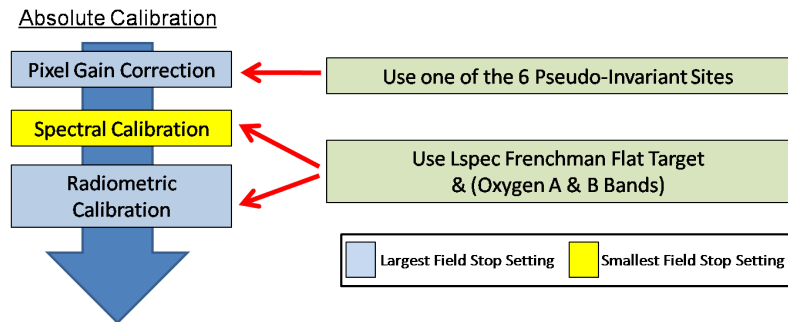 Absolute Calibration
Pixel Gain Correction
Use one of the 6 Pseudo-Invariant Sites
Spectral Calibration
Use Lspec Frenchman Flat Target
& (Oxygen A & B Bands)
Radiometric
Calibration
Largest Field Stop Setting
Smallest Field Stop Setting